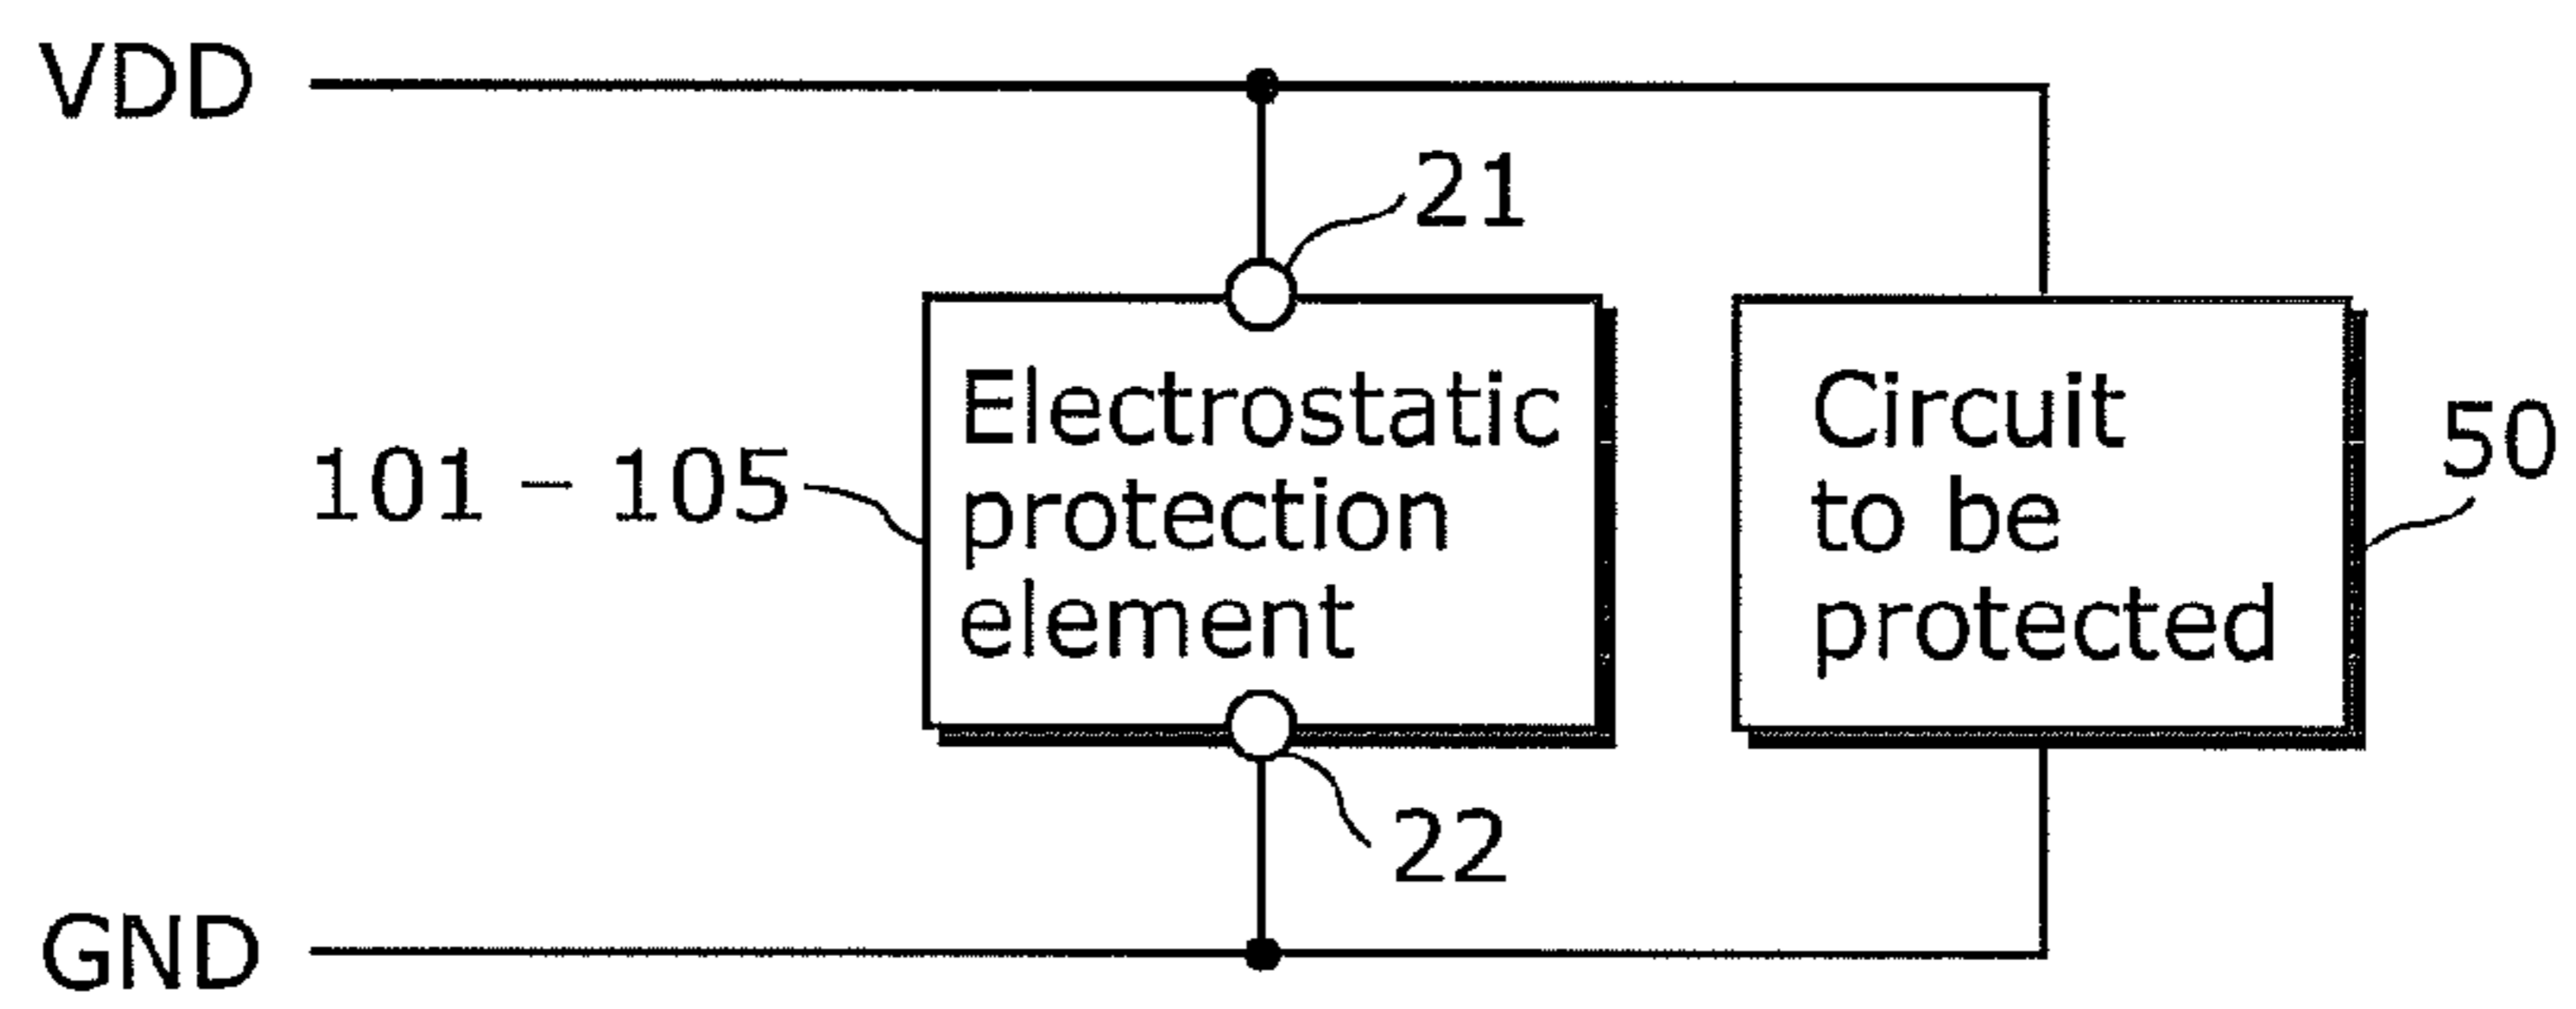 VDD
21
Electrostatic
protection
element
101 – 105
Circuit
to be
protected
50
22
GND